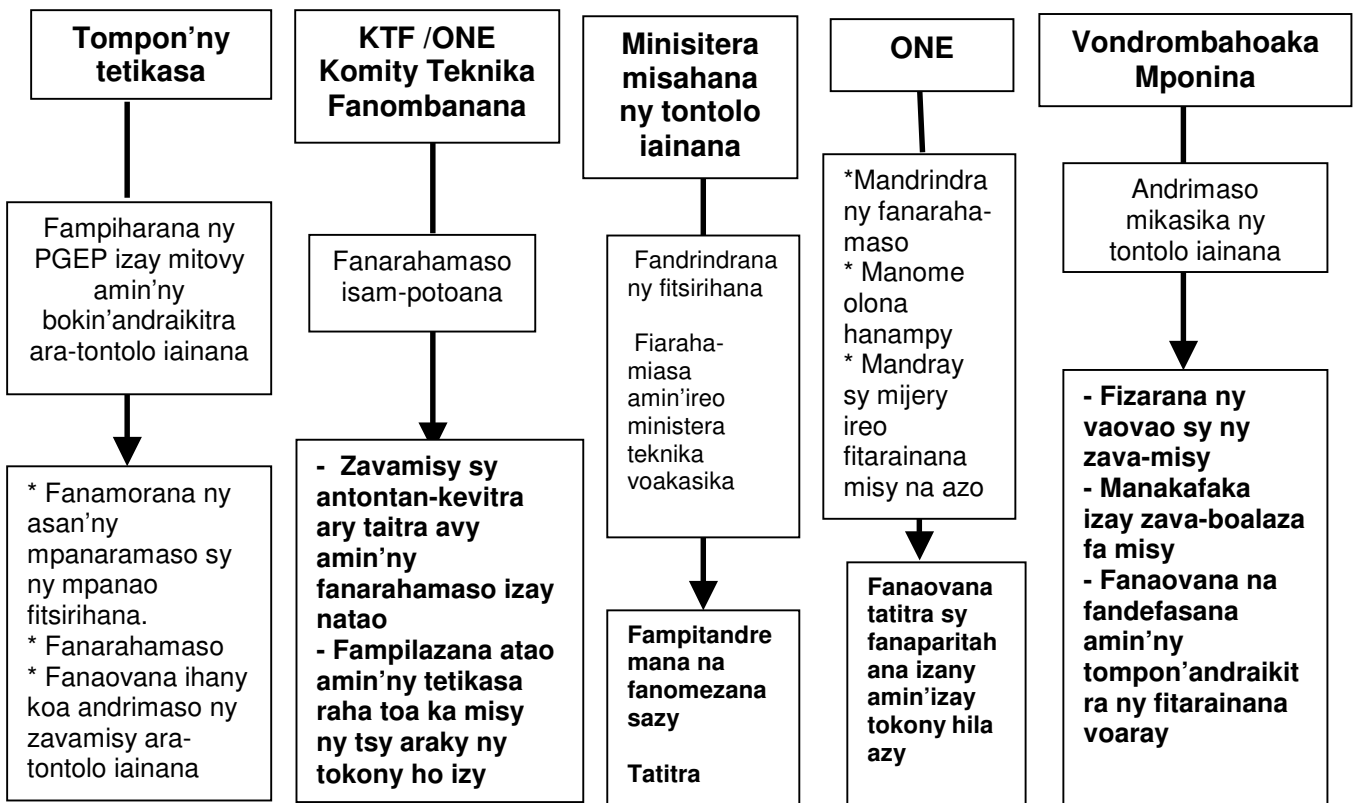 Tompon'ny
tetikasa
Fampiharana ny
PGEP izay mitovy
amin'ny
bokin'andraikitra
ara-tontolo iainana
* Fanamorana ny
asan'ny
mpanaramaso sy
ny mpanao
fitsirihana.
* Fanarahamaso
* Fanaovana ihany
koa andrimaso ny
zavamisy ara-
tontolo iainana
KTF /ONE
Komity Teknika
Fanombanana
Fanarahamaso
isam-potoana
- Zavamisy sy
antontan-kevitra
ary taitra avy
amin'ny
fanarahamaso izay
natao
- Fampilazana atao
amin'ny tetikasa
raha toa ka misy
ny tsy araky ny
tokony ho izy
Minisitera
misahana
ny tontolo
iainana
Fandrindrana
ny fitsirihana
Fiaraha-
miasa
amin'ireo
ministera
teknika
voakasika
Fampitandre
mana na
fanomezana
sazy
Tatitra
ONE
*Mandrindra
ny fanaraha-
maso
* Manome
olona
hanampy
* Mandray
sy mijery
ireo
fitarainana
misy na azo
Fanaovana
tatitra sy
fanaparitah
ana izany
amin'izay
tokony hila
azy
Vondrombahoaka
Mponina
Andrimaso
mikasika ny
tontolo iainana
- Fizarana ny
vaovao sy ny
zava-misy
- Manakafaka
izay zava-boalaza
fa misy
- Fanaovana na
fandefasana
amin'ny
tompon'andraikit
ra ny fitarainana
voaray